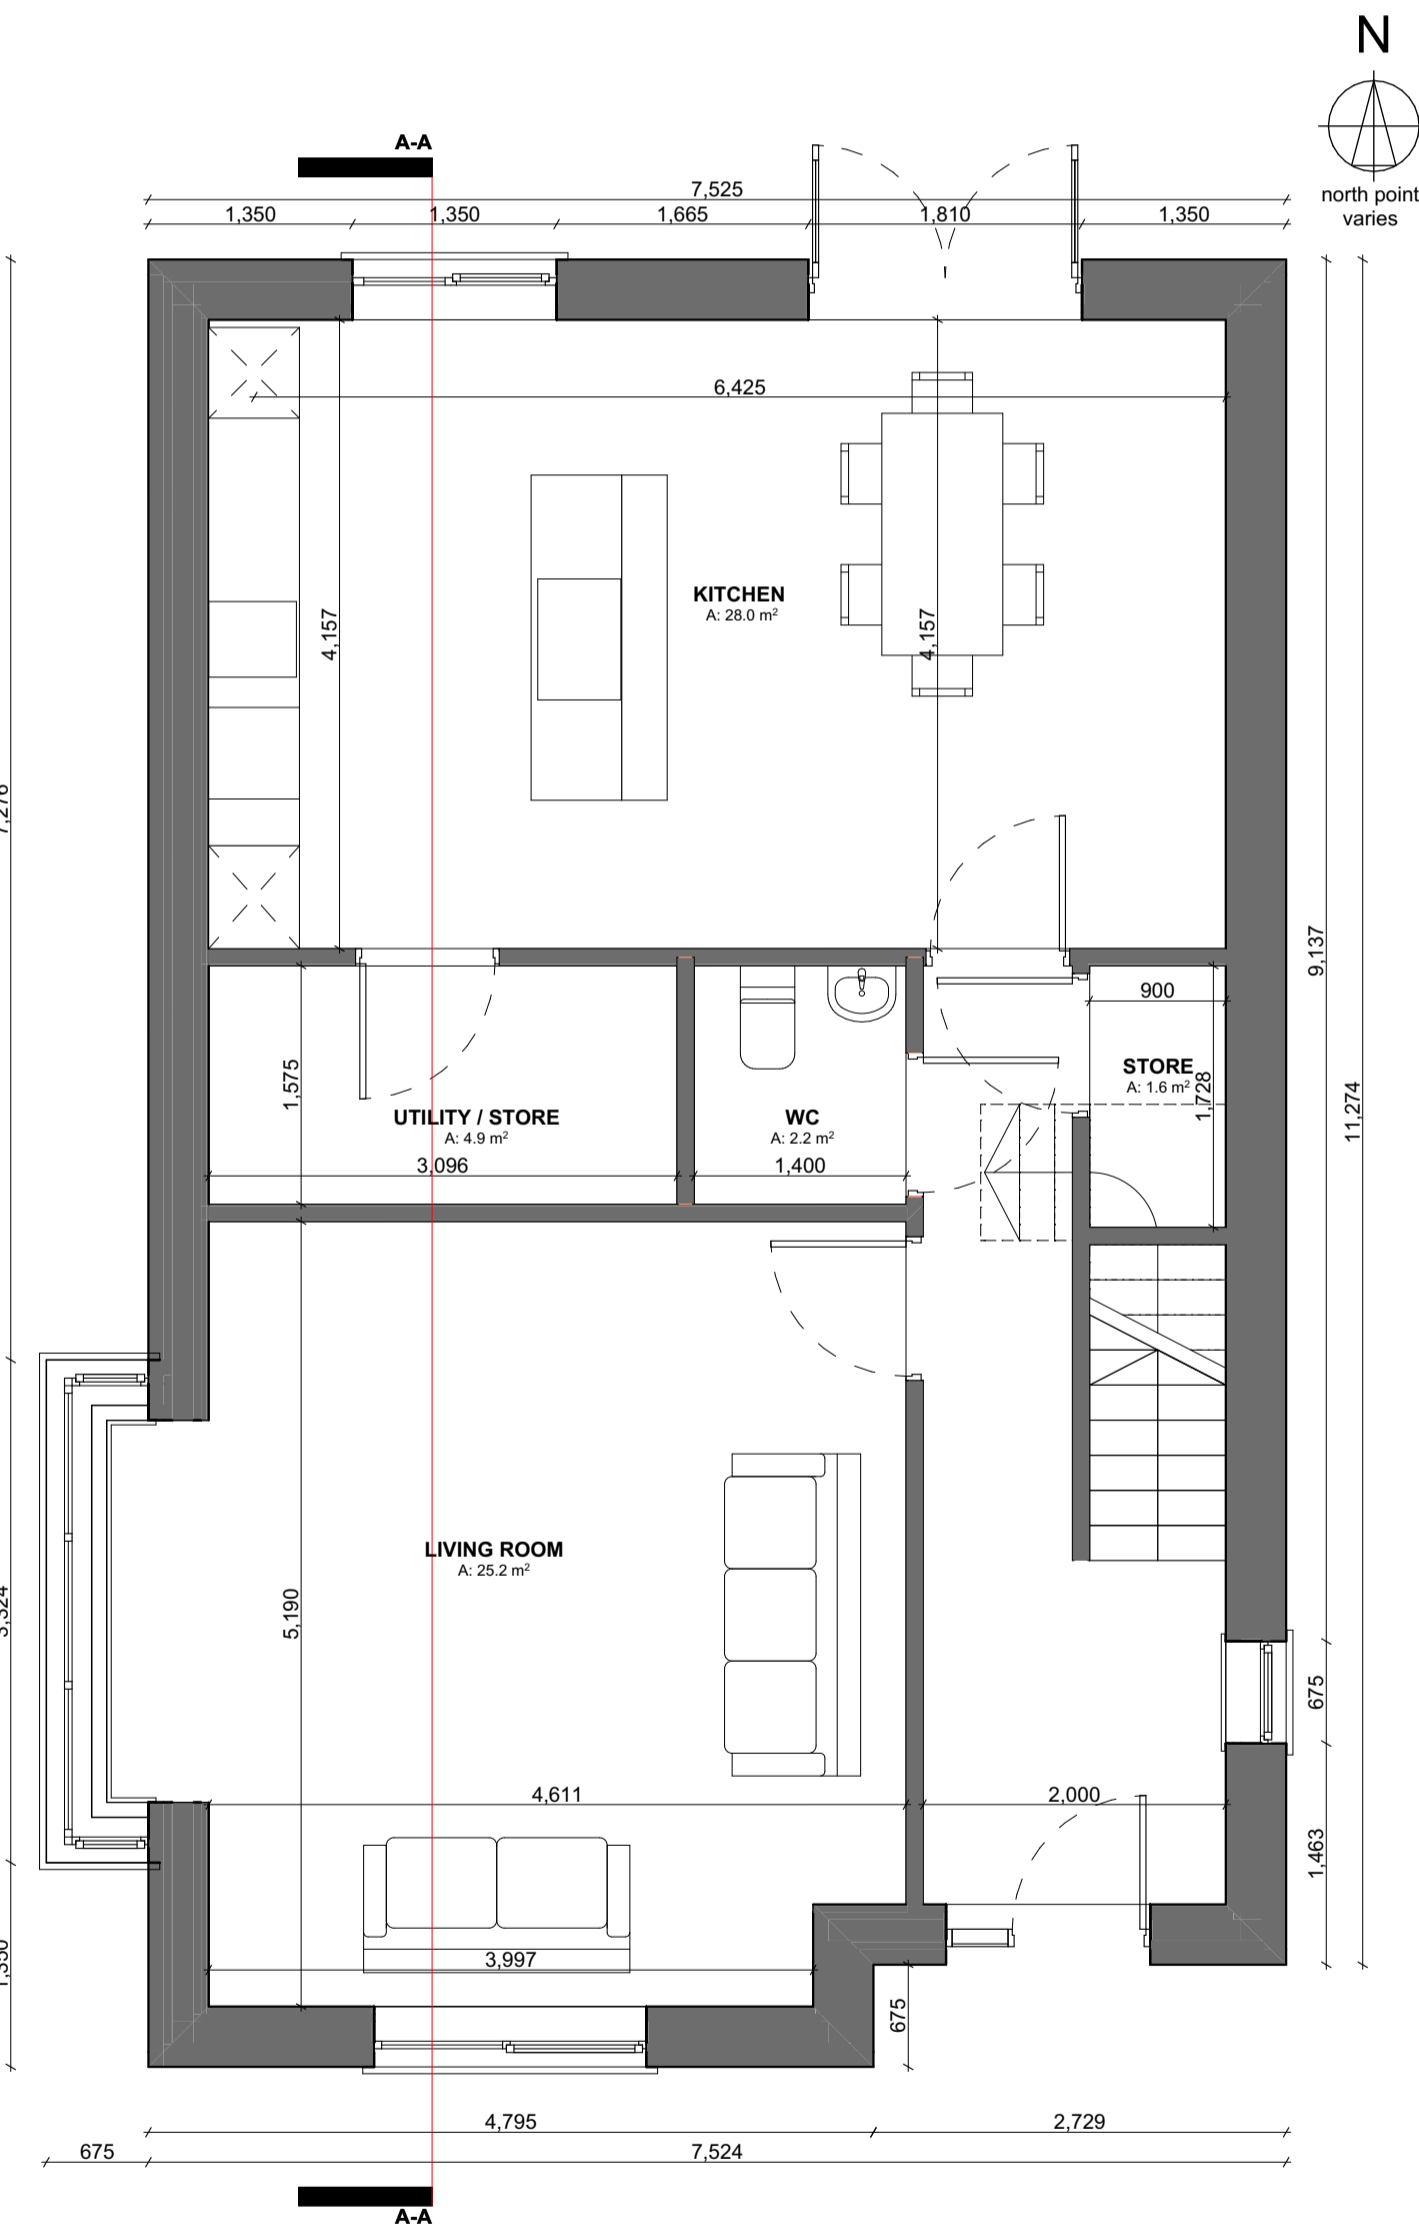 N
north point
varies
A-A
7,525
1,350
1,350
1,665
1,810
1,350
6,425
KITCHEN
A: 28.0 m²
4,157
4,157
9,137
11,274
900
STORE
A: 1.6 m²
1,728
1,575
UTILITY / STORE
A: 4.9 m²
3,096
WC
A: 2.2 m²
1,400
LIVING ROOM
A: 25.2 m²
5,190
675
4,611
2,000
1,463
3,997
675
4,795
2,729
675
7,524
A-A